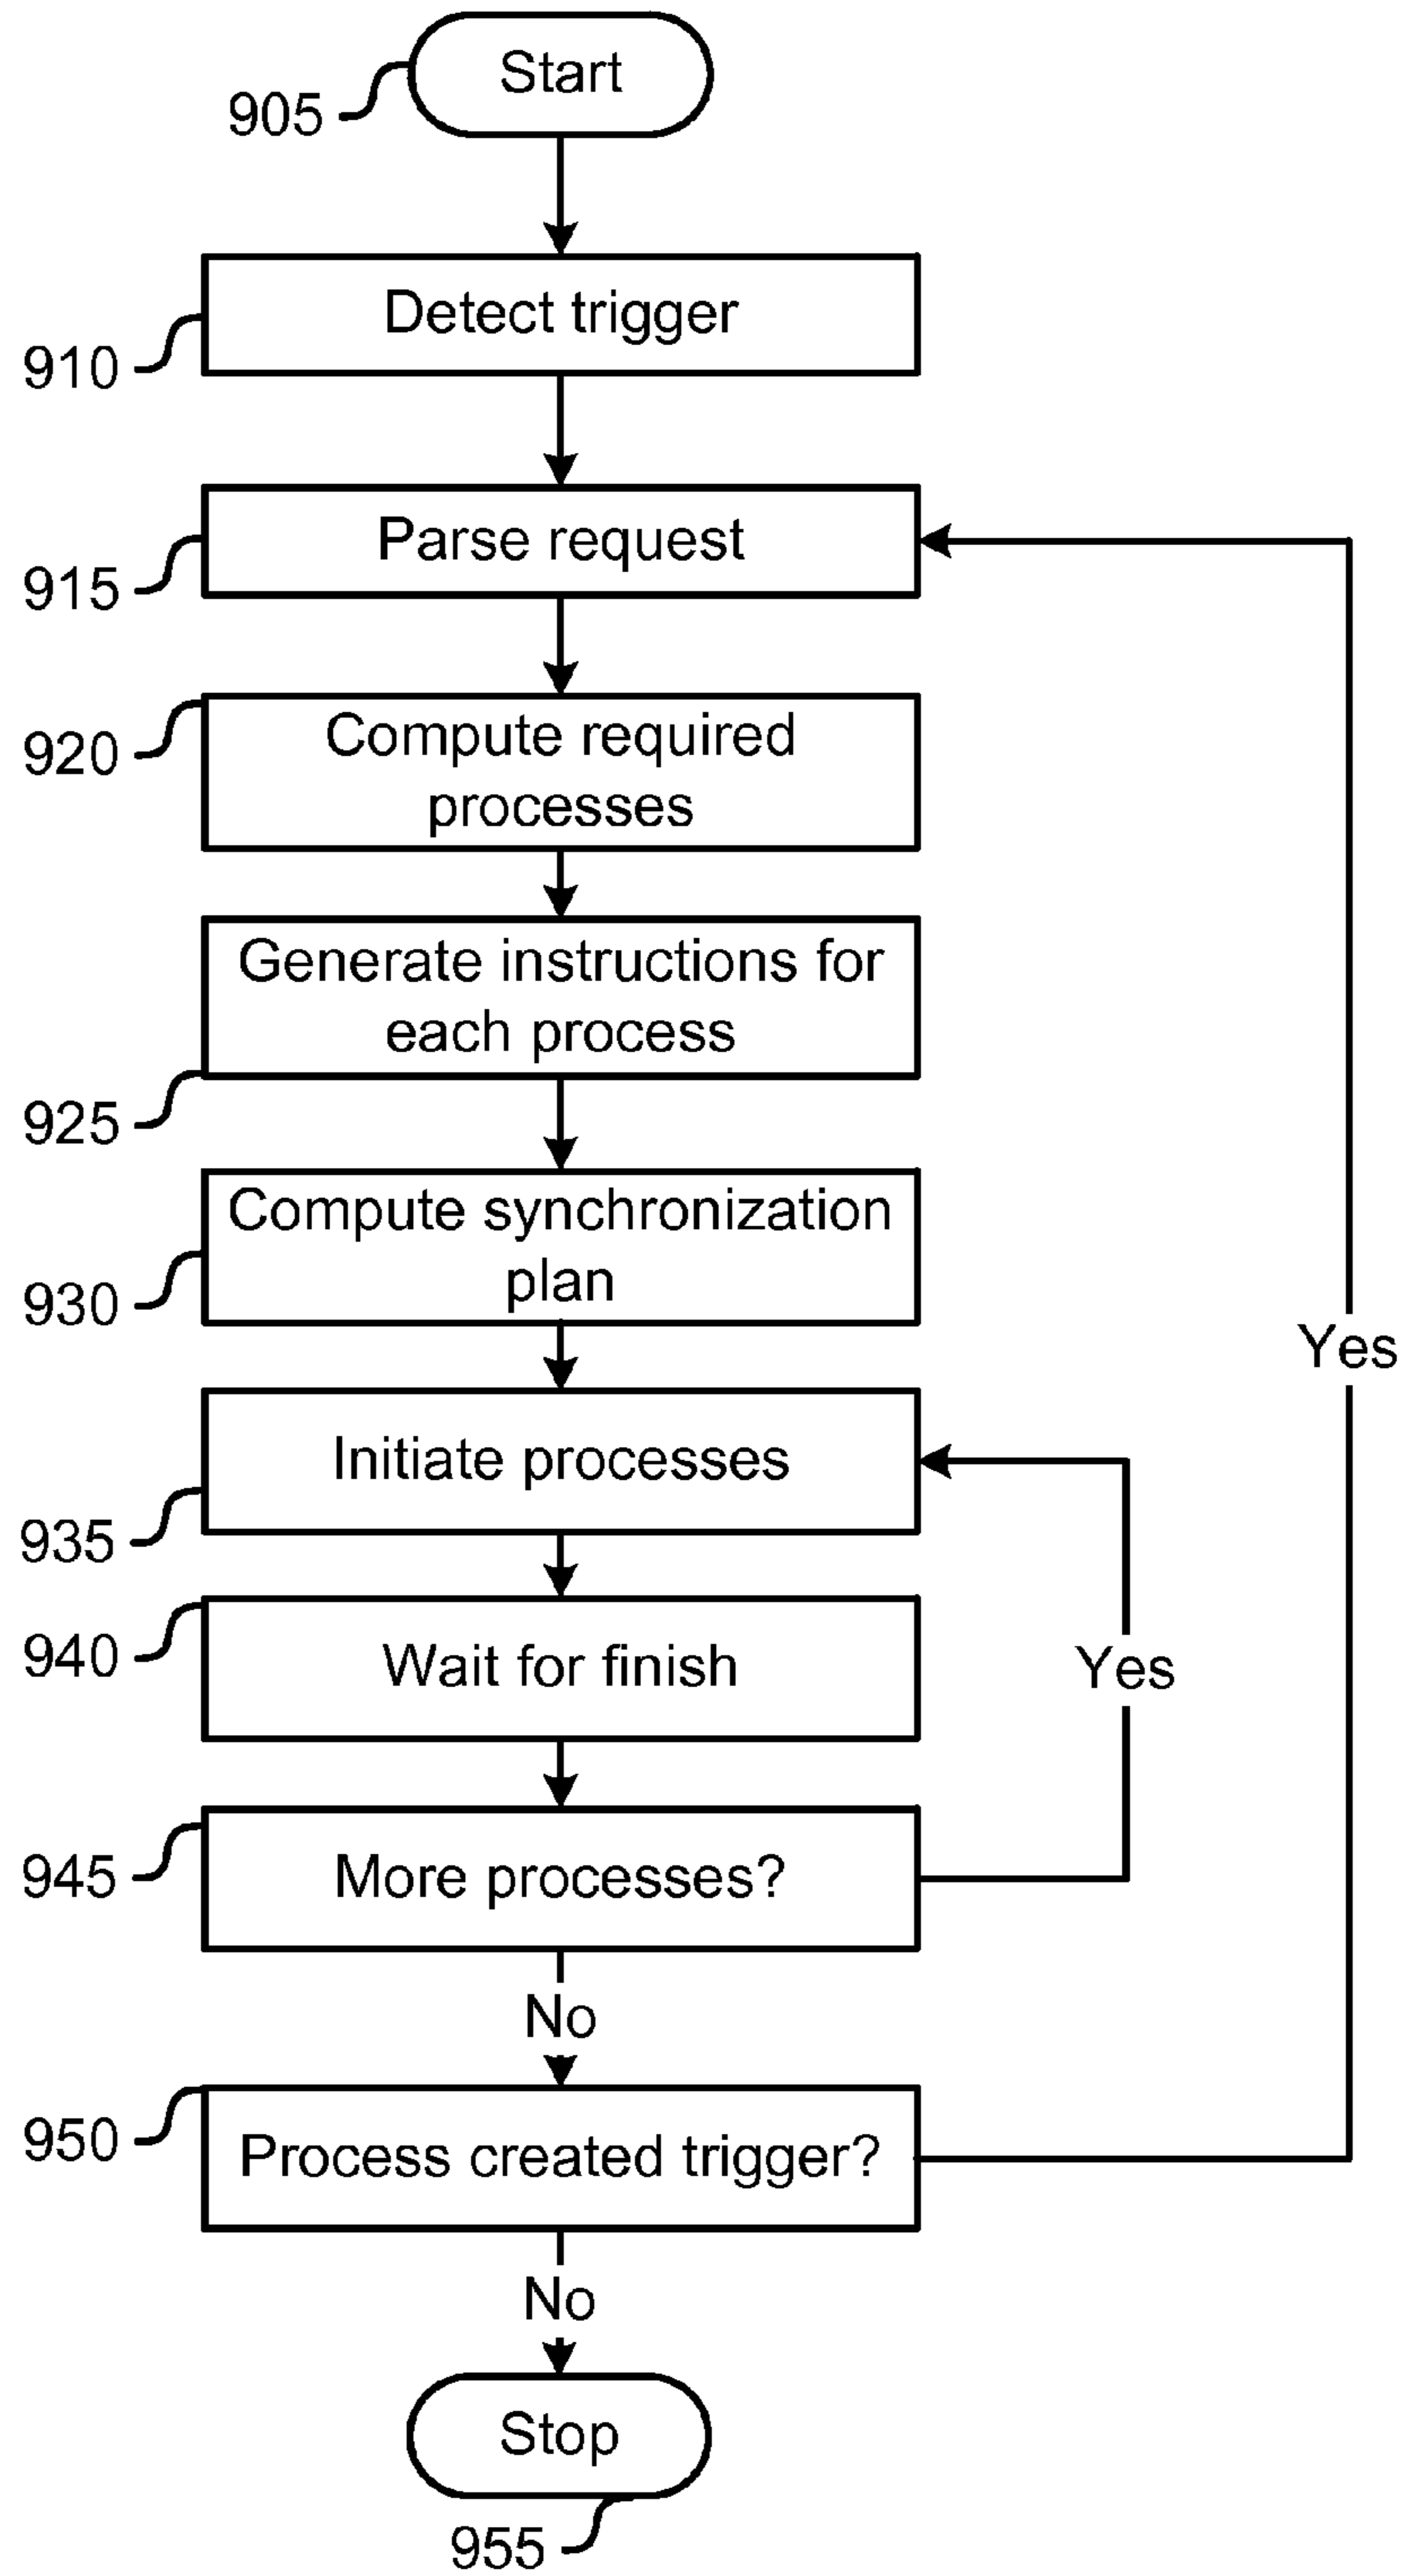 Start
905
Detect trigger
910
Parse request
915
Compute required
processes
920
Generate instructions for
each process
925
Compute synchronization
plan
930
Yes
Initiate processes
935
Wait for finish
940
Yes
More processes?
945
No
Process created trigger?
950
No
Stop
955